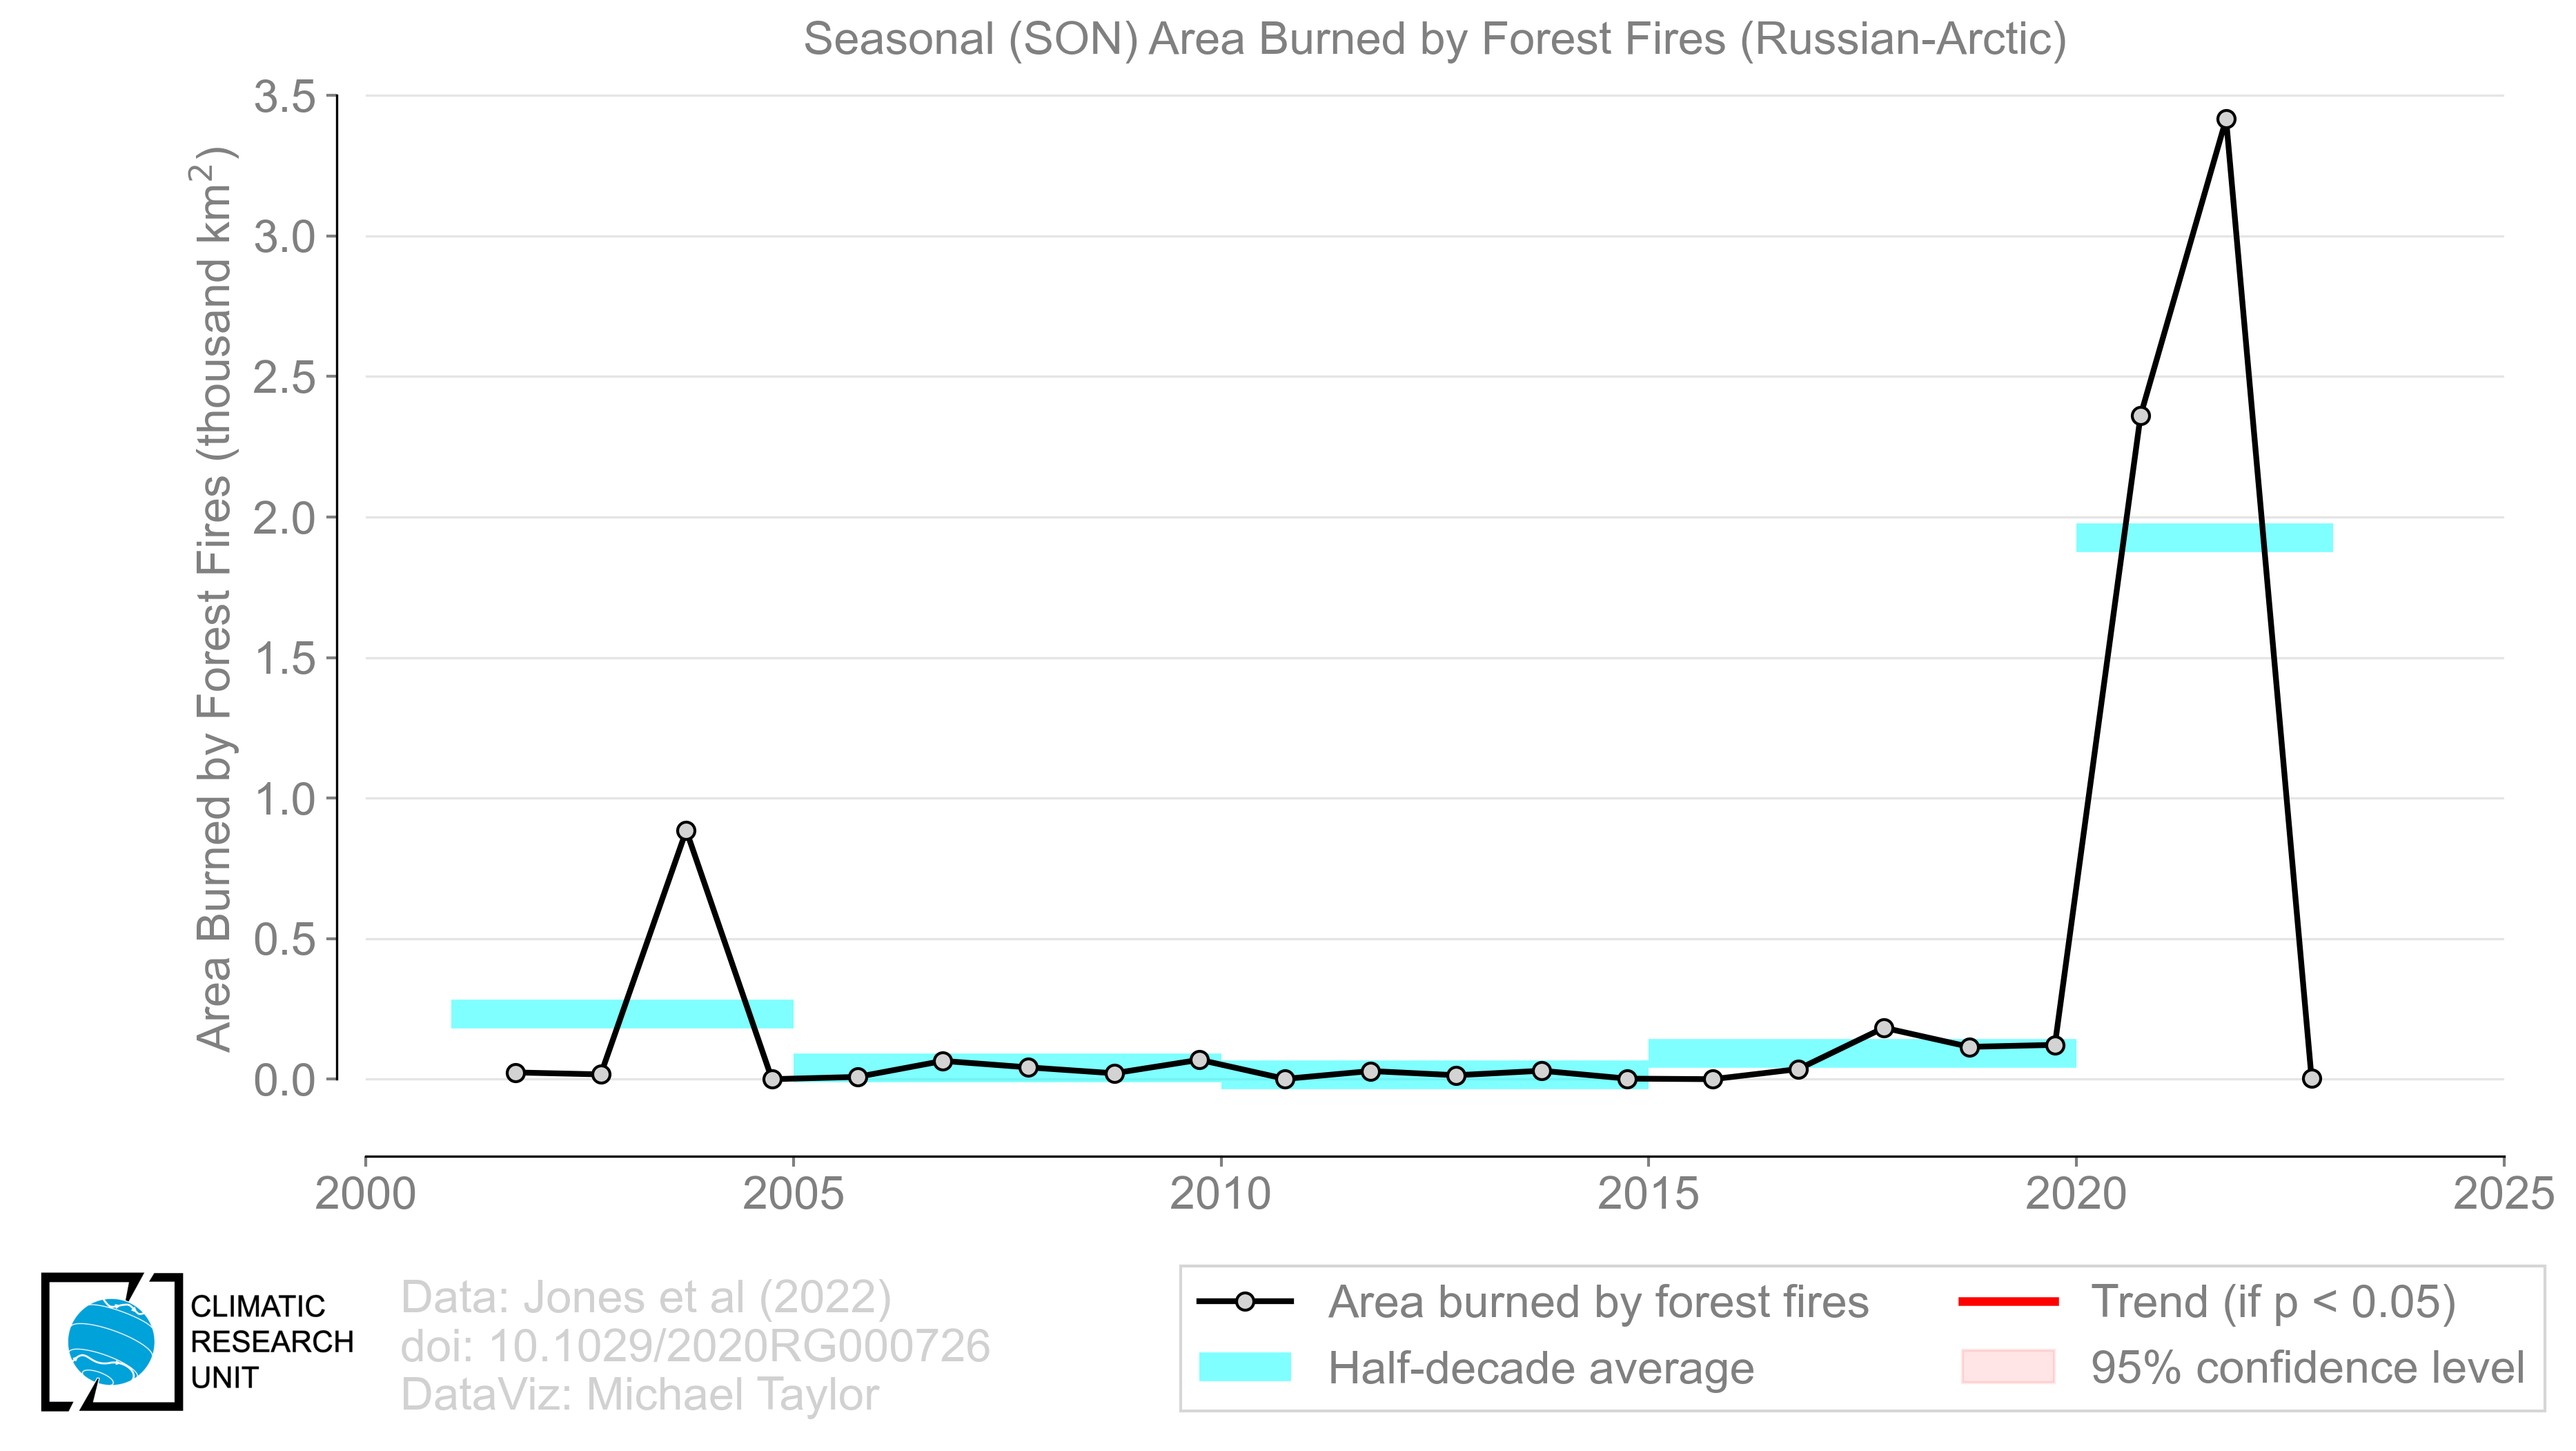 Seasonal (SON) Area Burned by Forest Fires (Russian-Arctic)
Area Burned by Forest Fires (thousand km²)
3.5
3.0
2.5
2.0
1.5
1.0
0.5
0.0
2000
2005
2010
2015
2020
2025
CLIMATIC
RESEARCH
UNIT
Data: Jones et al (2022)
doi: 10.1029/2020RG000726
DataViz: Michael Taylor
Area burned by forest fires
Half-decade average
Trend (if p < 0.05)
95% confidence level